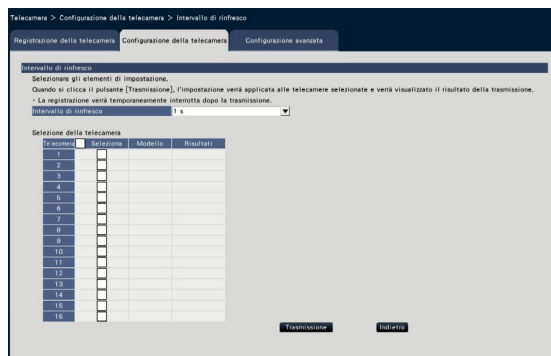 Telecamera > Configurazione della telecamera > Intervallo di rinfresco
Registrazione della telecamera Configurazione della telecamera Configurazione avanzata
Intervallo di rinfresco
Selezionare gli elementi di impostazione.
Quando si clicca il pulsante [Trasmissione], l'impostazione verrà applicata alle telecamere selezionate e verrà visualizzato il risultato della trasmissione.
• La registrazione verrà temporaneamente interrotta dopo la trasmissione.
Intervallo di rinfresco 1 s
Selezione della telecamera
Telecamera Seleziona Modello Risultati
1
2
3
4
5
6
7
8
9
10
11
12
13
14
15
16
Trasmissione Indietro